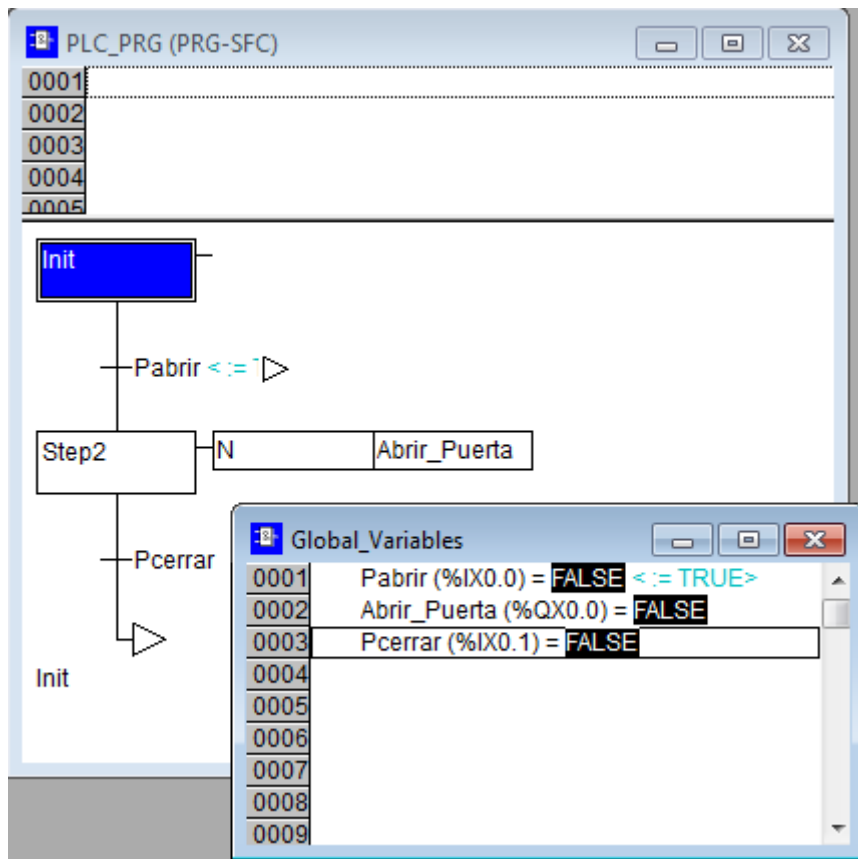 PLC_PRG (PRG-SFC)
0001
0002
0003
0004
0005
Init
Pabrir < :=
Step2 N Abrir_Puerta
Pcerrar
Init
Global_Variables
0001 Pabrir (%IX0.0) = FALSE < := TRUE>
0002 Abrir_Puerta (%QX0.0) = FALSE
0003 Pcerrar (%IX0.1) = FALSE
0004
0005
0006
0007
0008
0009